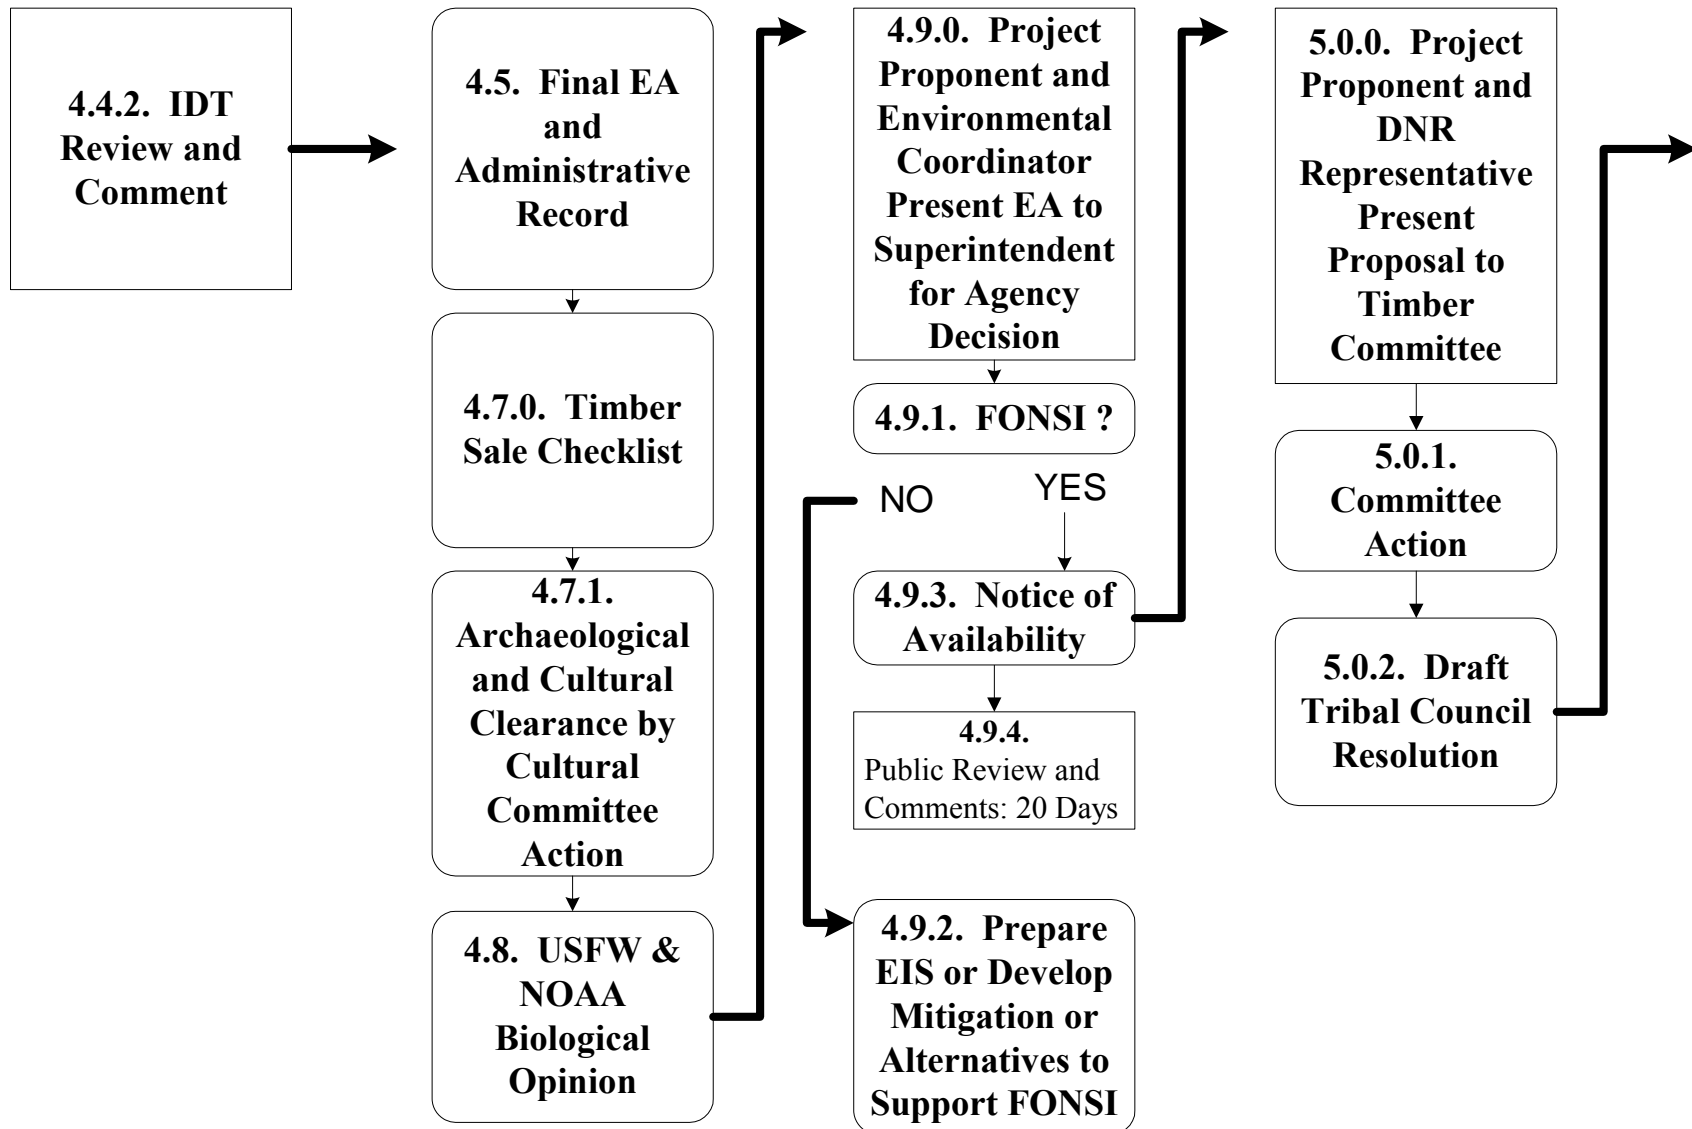 4.4.2.  IDT
Review and
Comment
4.5.  Final EA
and
Administrative
Record
4.7.0.  Timber
Sale Checklist
4.7.1.
Archaeological
and Cultural
Clearance by
Cultural
Committee
Action
4.8.  USFW &
NOAA
Biological
Opinion
4.9.0.  Project
Proponent and
Environmental
Coordinator
Present EA to
Superintendent
for Agency
Decision
4.9.1.  FONSI ?
NO
YES
4.9.3.  Notice of
Availability
4.9.4.
Public Review and
Comments: 20 Days
4.9.2.  Prepare
EIS or Develop
Mitigation or
Alternatives to
Support FONSI
5.0.0.  Project
Proponent and
DNR
Representative
Present
Proposal to
Timber
Committee
5.0.1.
Committee
Action
5.0.2.  Draft
Tribal Council
Resolution